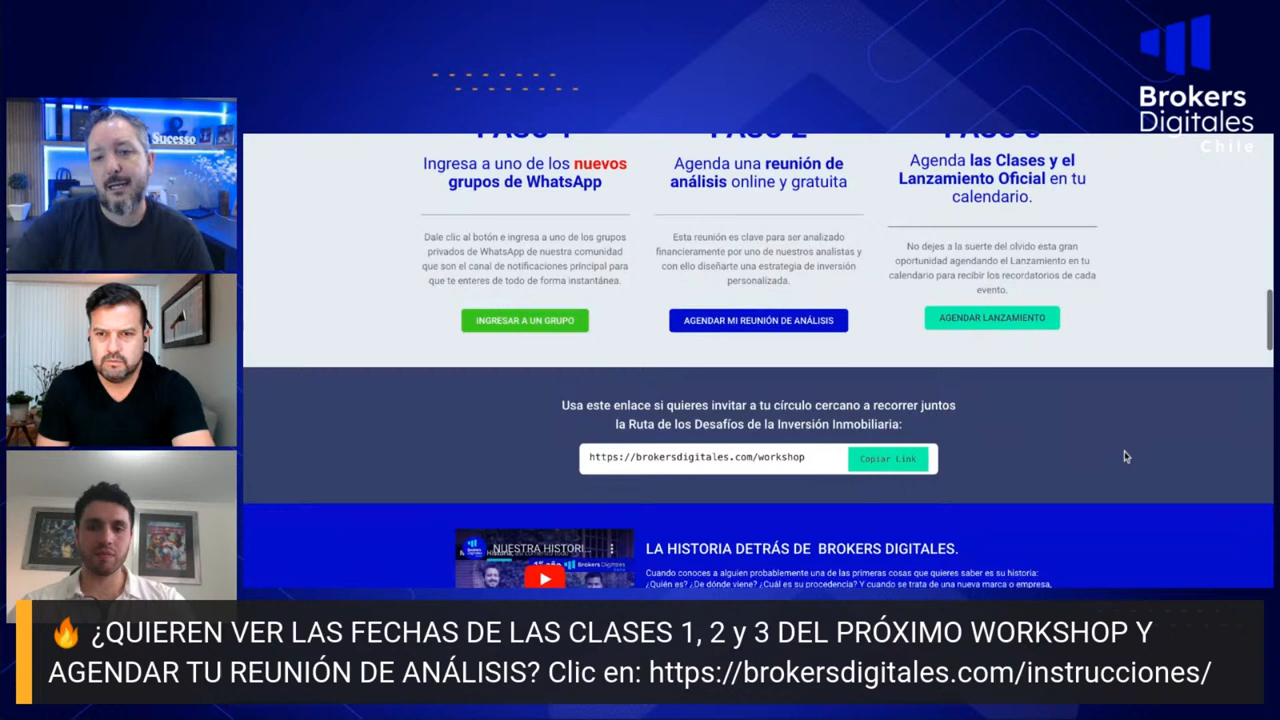 Brokers
Digitales
Chile
Sucesso
PASO 1
Ingresa a uno de los nuevos
grupos de WhatsApp
Dale clic al botón e ingresa a uno de los grupos
privados de WhatsApp de nuestra comunidad
que son el canal de notificaciones principal para
que te enteres de todo de forma instantánea.
INGRESAR A UN GRUPO
PASO 2
Agenda una reunión de
análisis online y gratuita
Esta reunión es clave para ser analizado
financieramente por uno de nuestros analistas y
con ello diseñarte una estrategia de inversión
personalizada.
AGENDAR MI REUNIÓN DE ANÁLISIS
PASO 3
Agenda las Clases y el
Lanzamiento Oficial en tu
calendario.
No dejes a la suerte del olvido esta gran
oportunidad agendando el Lanzamiento en tu
calendario para recibir los recordatorios de cada
evento.
AGENDAR LANZAMIENTO
Usa este enlace si quieres invitar a tu círculo cercano a recorrer juntos
la Ruta de los Desafíos de la Inversión Inmobiliaria:
https://brokersdigitales.com/workshop
Copiar Link
NUESTRA HISTORI...
Brokers Digitales
LA HISTORIA DETRÁS DE BROKERS DIGITALES.
Cuando conoces a alguien probablemente una de las primeras cosas que quieres saber es su historia:
¿Quién es? ¿De dónde viene? ¿Cuál es su procedencia? Y cuando se trata de una nueva marca o empresa,
🔥 ¿QUIEREN VER LAS FECHAS DE LAS CLASES 1, 2 y 3 DEL PRÓXIMO WORKSHOP Y
AGENDAR TU REUNIÓN DE ANÁLISIS? Clic en: https://brokersdigitales.com/instrucciones/